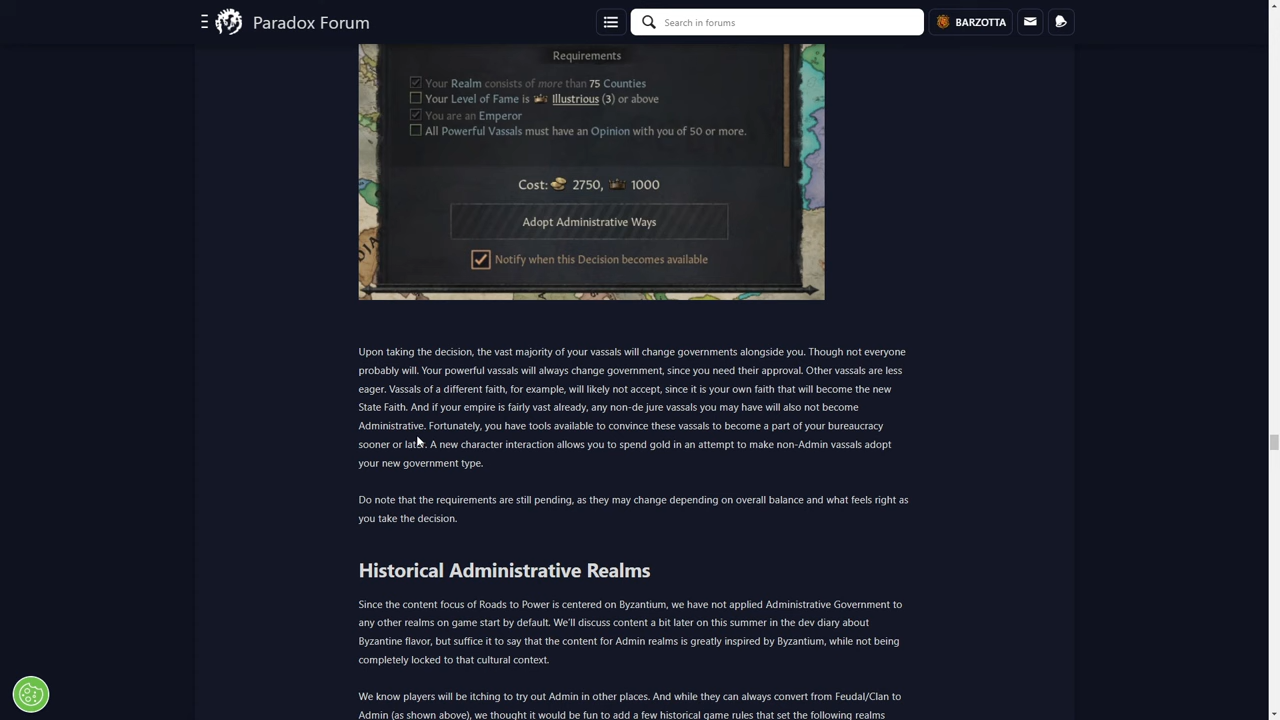 Paradox Forum
Search in forums
BARZOTTA
Requirements
Your Realm consists of more than 75 Counties
Your Level of Fame is Illustrious (3) or above
You are an Emperor
All Powerful Vassals must have an Opinion with you of 50 or more.
Cost: 2750, 1000
Adopt Administrative Ways
Notify when this Decision becomes available
Upon taking the decision, the vast majority of your vassals will change governments alongside you. Though not everyone
probably will. Your powerful vassals will always change government, since you need their approval. Other vassals are less
eager. Vassals of a different faith, for example, will likely not accept, since it is your own faith that will become the new
State Faith. And if your empire is fairly vast already, any non-de jure vassals you may have will also not become
Administrative. Fortunately, you have tools available to convince these vassals to become a part of your bureaucracy
sooner or later. A new character interaction allows you to spend gold in an attempt to make non-Admin vassals adopt
your new government type.
Do note that the requirements are still pending, as they may change depending on overall balance and what feels right as
you take the decision.
Historical Administrative Realms
Since the content focus of Roads to Power is centered on Byzantium, we have not applied Administrative Government to
any other realms on game start by default. We'll discuss content a bit later on this summer in the dev diary about
Byzantine flavor, but suffice it to say that the content for Admin realms is greatly inspired by Byzantium, while not being
completely locked to that cultural context.
We know players will be itching to try out Admin in other places. And while they can always convert from Feudal/Clan to
Admin (as shown above), we thought it would be fun to add a few historical game rules that set the following realms